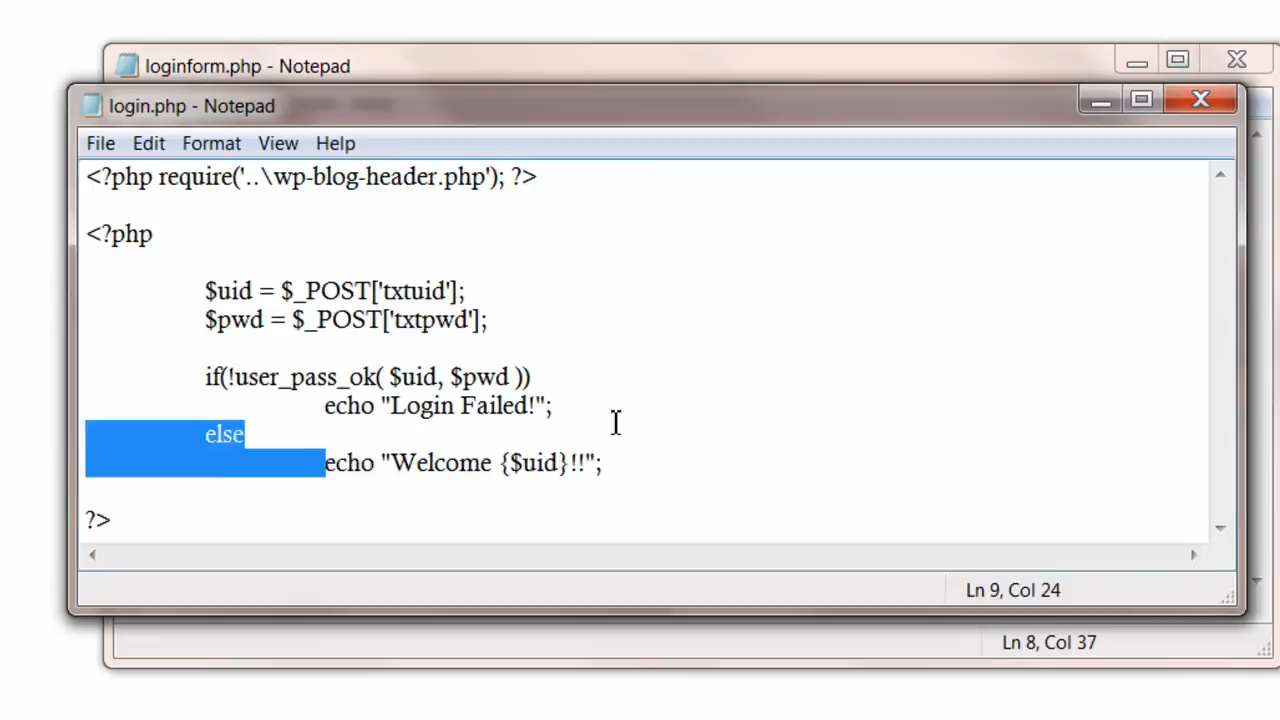 loginform.php - Notepad
login.php - Notepad
File Edit Format View Help
<?php require('..\wp-blog-header.php'); ?>
<?php
$uid = $_POST['txtuid'];
$pwd = $_POST['txtpwd'];
if(!user_pass_ok( $uid, $pwd ))
echo "Login Failed!";
else
echo "Welcome {$uid}!!";
?>
Ln 9, Col 24
Ln 8, Col 37